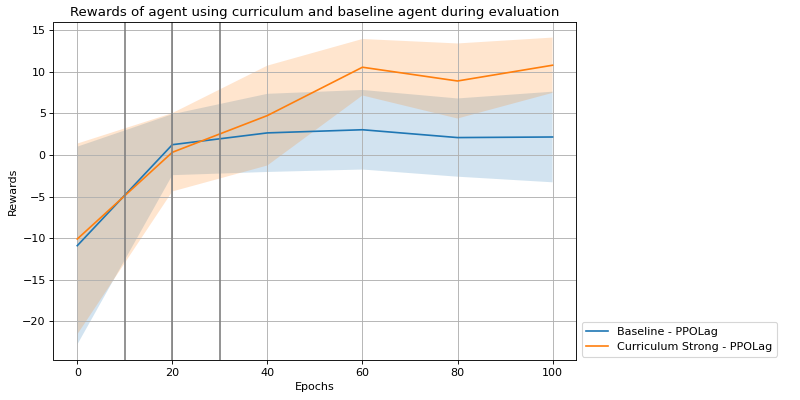 Rewards of agent using curriculum and baseline agent during evaluation
15
10
5
0
−5
−10
−15
−20
Rewards
0 20 40 60 80 100
Epochs
Baseline - PPOLag
Curriculum Strong - PPOLag